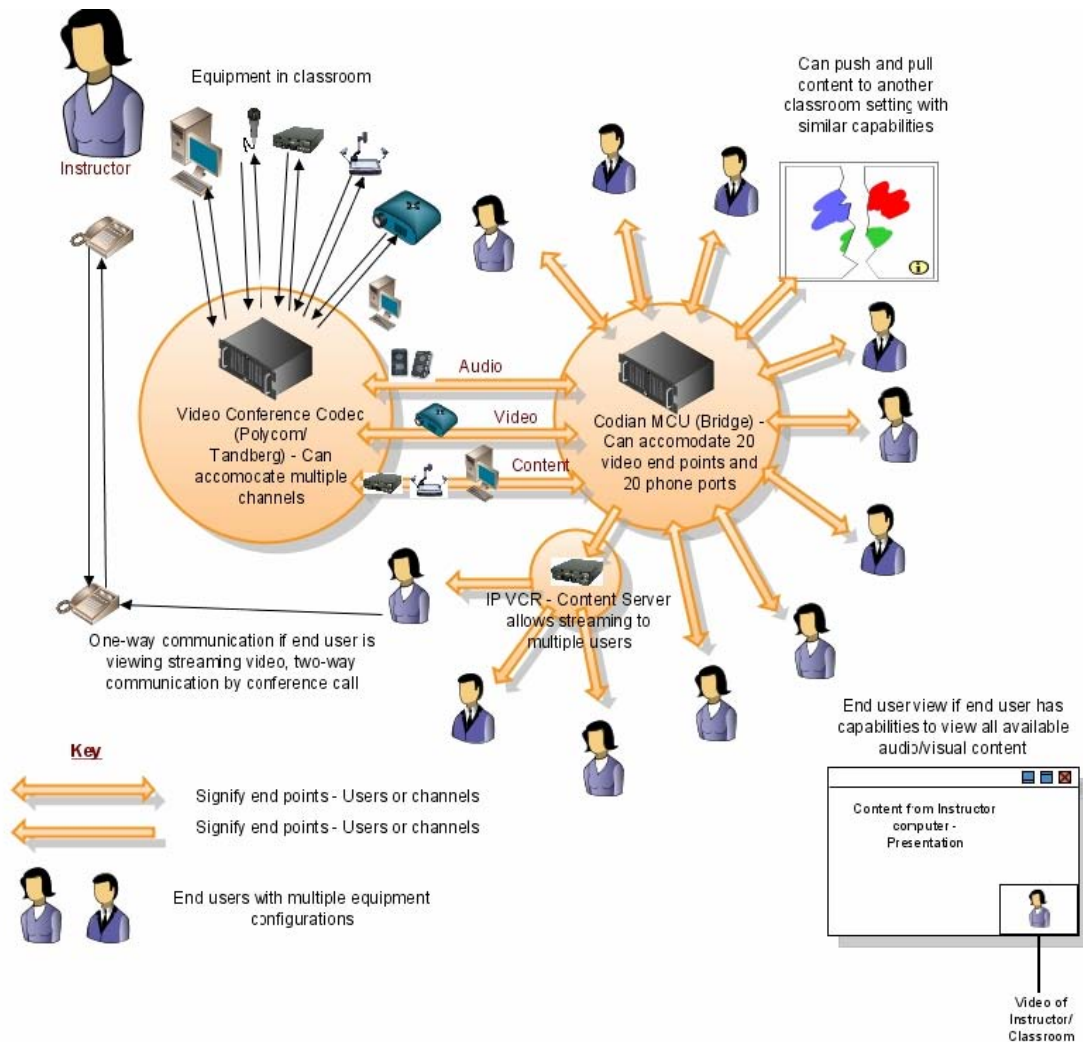 Equipment in classroom
Instructor
Can push and pull
content to another
classroom setting with
similar capabilities
Audio
Video
Content
Video Conference Codec
(Polycom/
Tandberg) - Can
accomocate multiple
channels
Codian MCU (Bridge) -
Can accomodate 20
video end points and
20 phone ports
IP VCR - Content Server
allows streaming to
multiple users
One-way communication if end user is
viewing streaming video, two-way
communication by conference call
End user view if end user has
capabilities to view all available
audio/visual content
Content from Instructor
computer -
Presentation
Video of
Instructor/
Classroom
Key
Signify end points - Users or channels
Signify end points - Users or channels
End users with multiple equipment
configurations
i